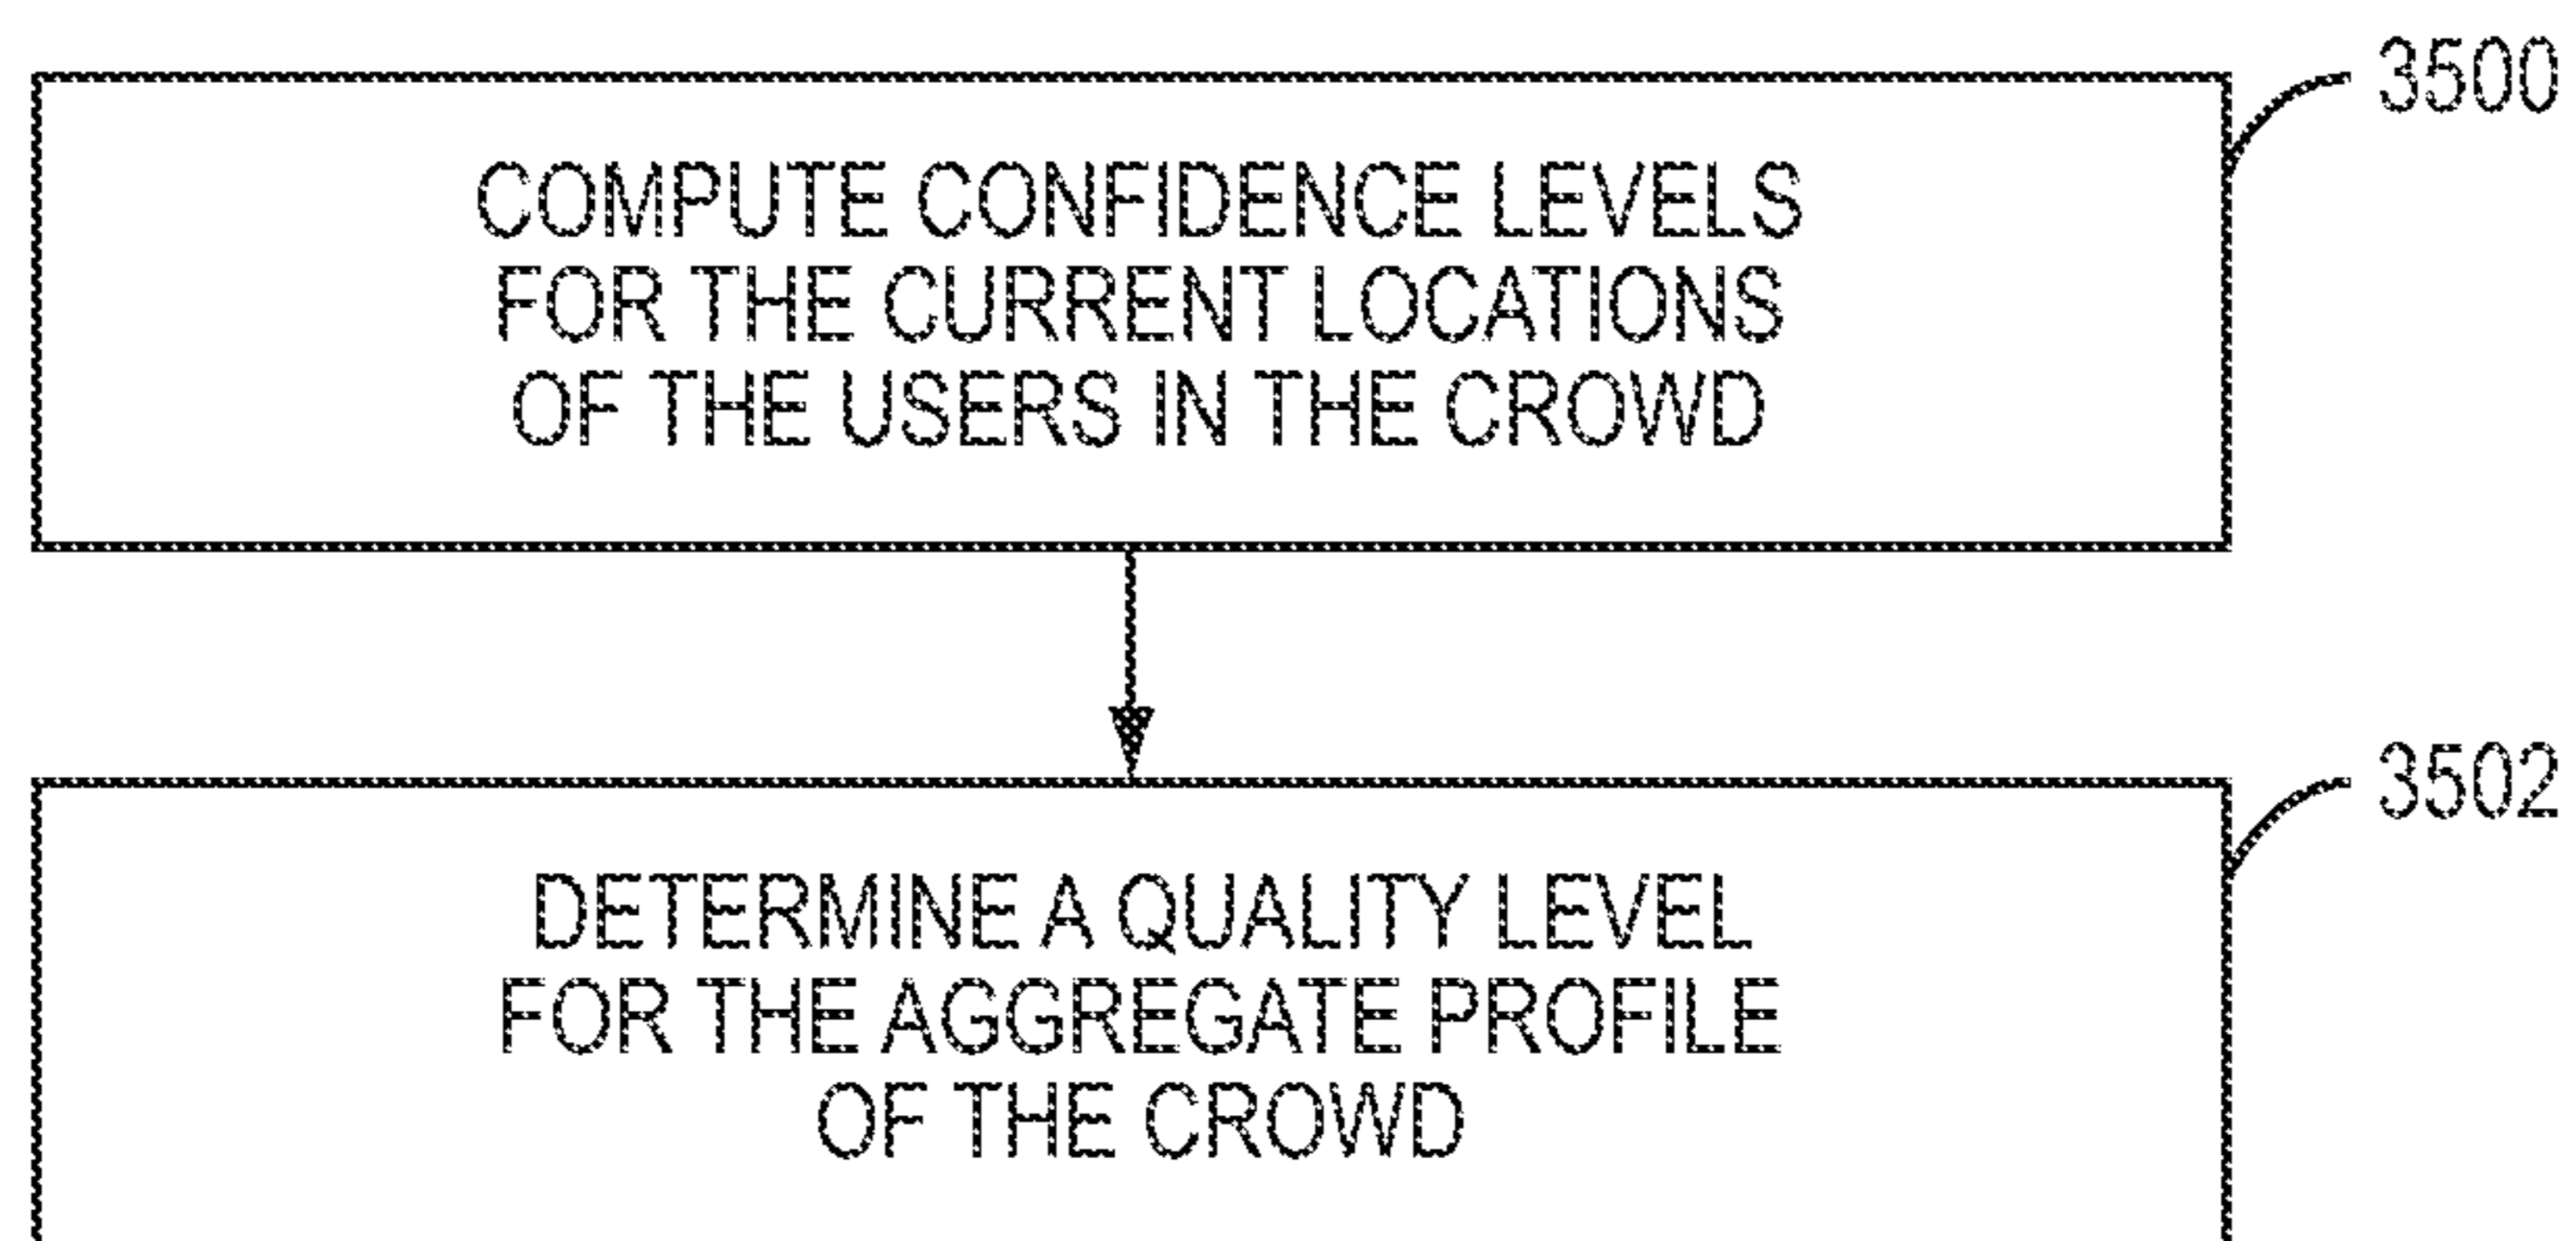 3500
COMPUTE CONFIDENCE LEVELS
FOR THE CURRENT LOCATIONS
OF THE USERS IN THE CROWD
3502
DETERMINE A QUALITY LEVEL
FOR THE AGGREGATE PROFILE
OF THE CROWD